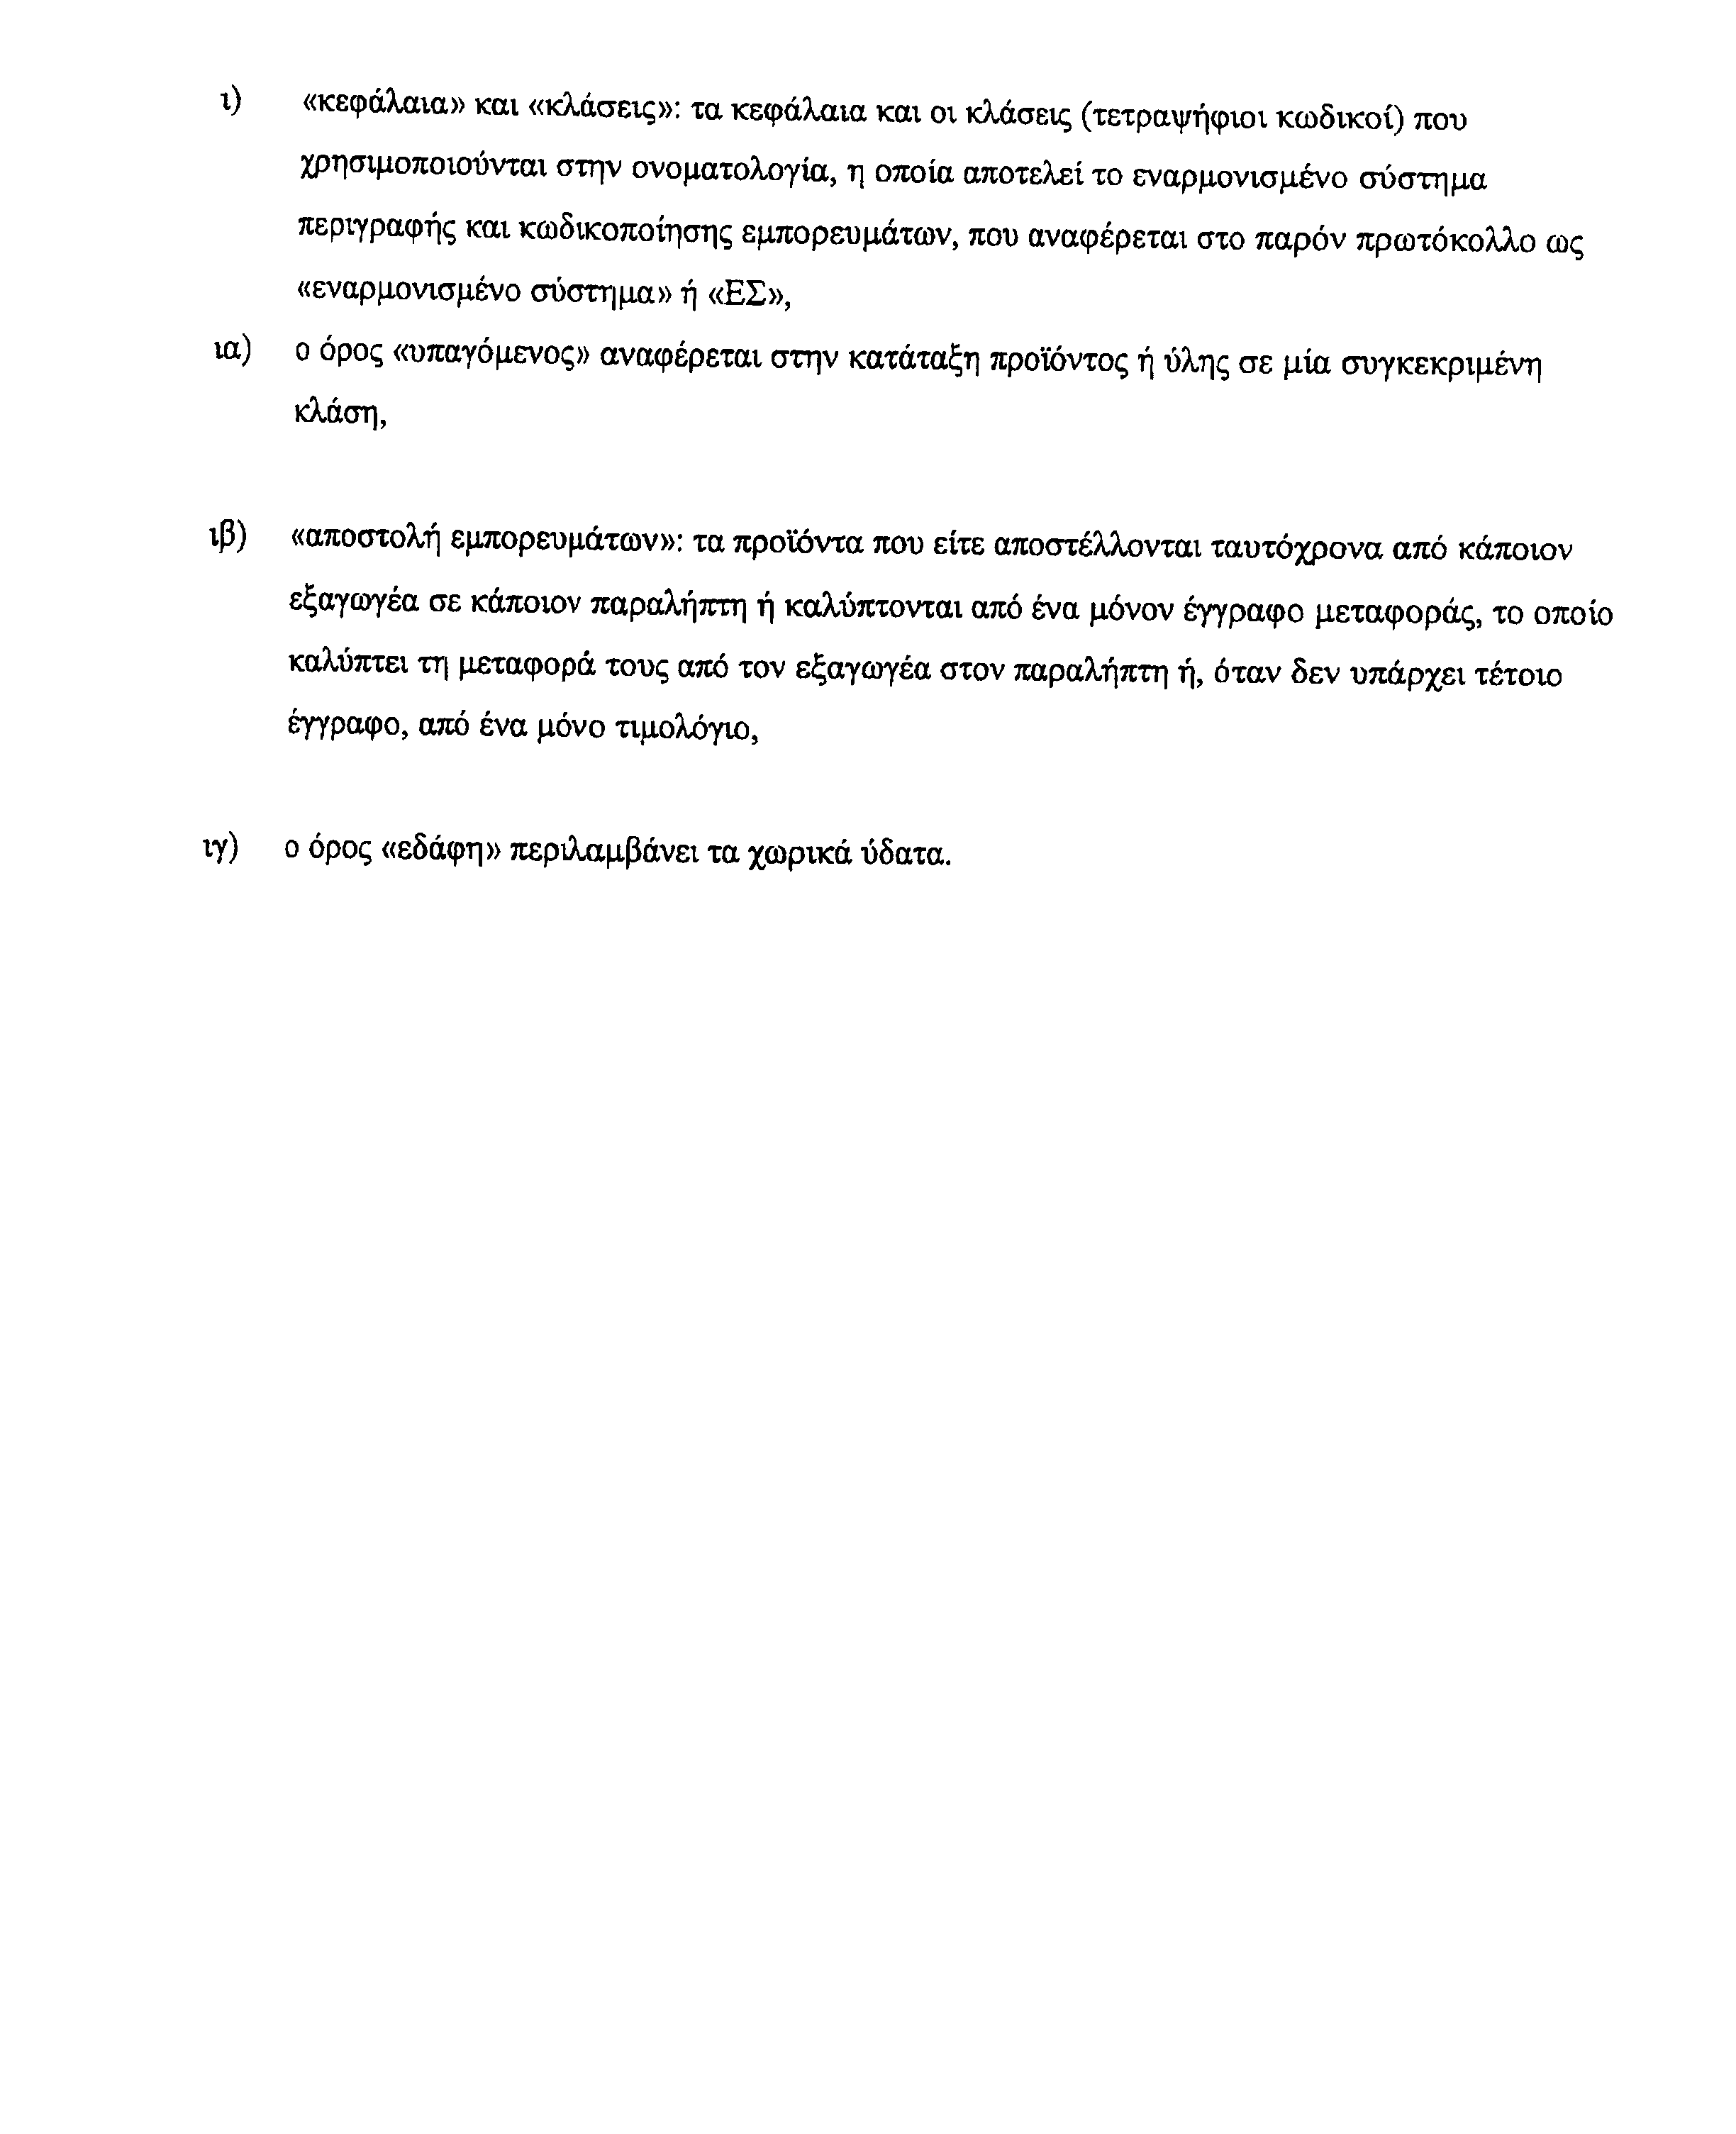 ι) «κεφάλαια» και «κλάσεις»: τα κεφάλαια και οι κλάσεις (τετραψήφιοι κωδικοί) που
χρησιμοποιούνται στην ονοματολογία, η οποία αποτελεί το εναρμονισμένο σύστημα
περιγραφής και κωδικοποίησης εμπορευμάτων, που αναφέρεται στο παρόν πρωτόκολλο ως
«εναρμονισμένο σύστημα» ή «ΕΣ»,
ια) ο όρος «υπαγόμενος» αναφέρεται στην κατάταξη προϊόντος ή ύλης σε μία συγκεκριμένη
κλάση,
ιβ) «αποστολή εμπορευμάτων»: τα προϊόντα που είτε αποστέλλονται ταυτόχρονα από κάποιον
εξαγωγέα σε κάποιον παραλήπτη ή καλύπτονται από ένα μόνον έγγραφο μεταφοράς, το οποίο
καλύπτει τη μεταφορά τους από τον εξαγωγέα στον παραλήπτη ή, όταν δεν υπάρχει τέτοιο
έγγραφο, από ένα μόνο τιμολόγιο,
ιγ) ο όρος «εδάφη» περιλαμβάνει τα χωρικά ύδατα.